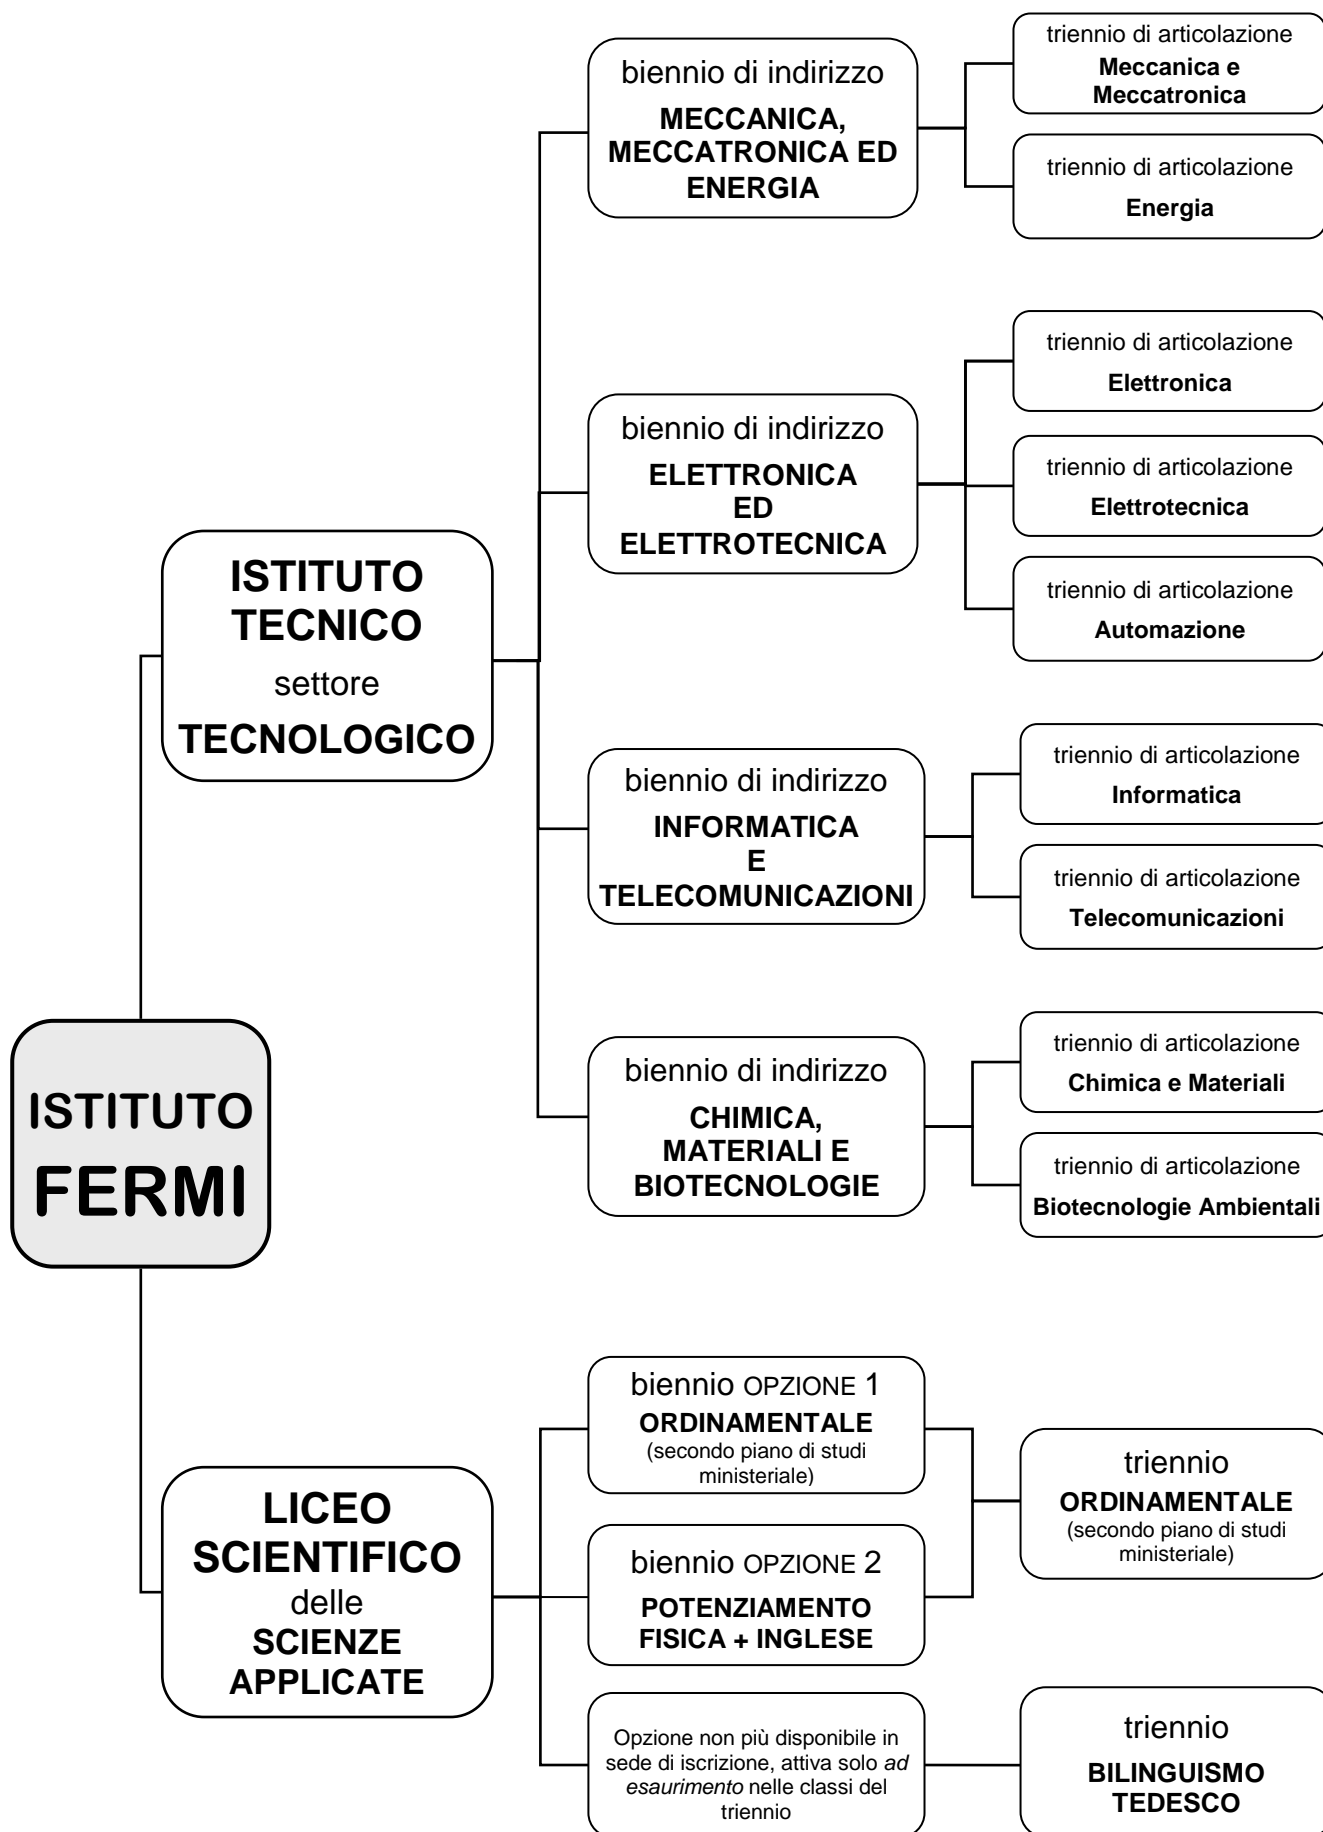 biennio di indirizzo
MECCANICA,
MECCATRONICA ED
ENERGIA
triennio di articolazione
Meccanica e
Meccatronica
triennio di articolazione
Energia
biennio di indirizzo
ELETTRONICA
ED
ELETTROTECNICA
triennio di articolazione
Elettronica
triennio di articolazione
Elettrotecnica
triennio di articolazione
Automazione
ISTITUTO
TECNICO
settore
TECNOLOGICO
biennio di indirizzo
INFORMATICA
E
TELECOMUNICAZIONI
triennio di articolazione
Informatica
triennio di articolazione
Telecomunicazioni
biennio di indirizzo
CHIMICA,
MATERIALI E
BIOTECNOLOGIE
triennio di articolazione
Chimica e Materiali
triennio di articolazione
Biotecnologie Ambientali
ISTITUTO
FERMI
LICEO
SCIENTIFICO
delle
SCIENZE
APPLICATE
biennio OPZIONE 1
ORDINAMENTALE
(secondo piano di studi
ministeriale)
biennio OPZIONE 2
POTENZIAMENTO
FISICA + INGLESE
triennio
ORDINAMENTALE
(secondo piano di studi
ministeriale)
Opzione non più disponibile in
sede di iscrizione, attiva solo ad
esaurimento nelle classi del
triennio
triennio
BILINGUISMO
TEDESCO